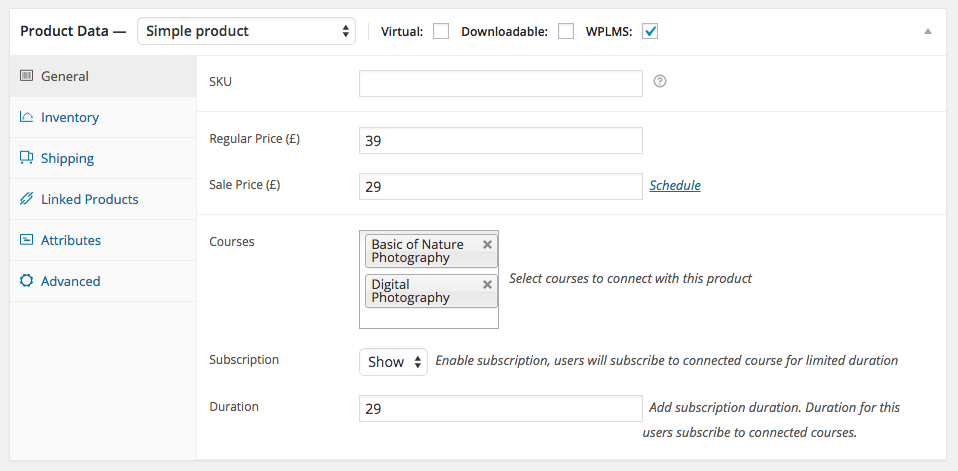 Product Data — Simple product Virtual: Downloadable: WPLMS:
General
Inventory
Shipping
Linked Products
Attributes
Advanced
SKU
Regular Price (£) 39
Sale Price (£) 29 Schedule
Courses
Basic of Nature
Photography
Digital
Photography
Select courses to connect with this product
Subscription Show Enable subscription, users will subscribe to connected course for limited duration
Duration 29 Add subscription duration. Duration for this
users subscribe to connected courses.